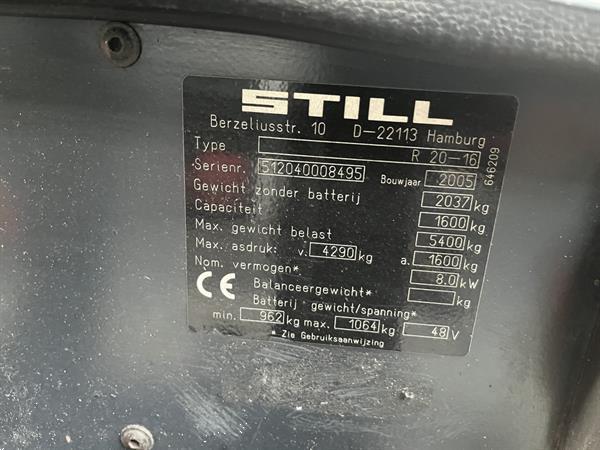 STILL
Berzeliusstr. 10 D-22113 Hamburg
Type R 20-16
Serienr. 512040008495 Bouwjaar 2005
Gewicht zonder batterij 2037 kg
Capaciteit 1600 kg
Max. gewicht belast 5400 kg
Max. asdruk: v. 4290 kg a. 1600 kg
Nom. vermogen* 8.0 kW
CE Balanceergewicht* kg
Batterij gewicht/spanning*
min. 962 kg max. 1064 kg 48 V
* Zie Gebruiksaanwijzing
646209